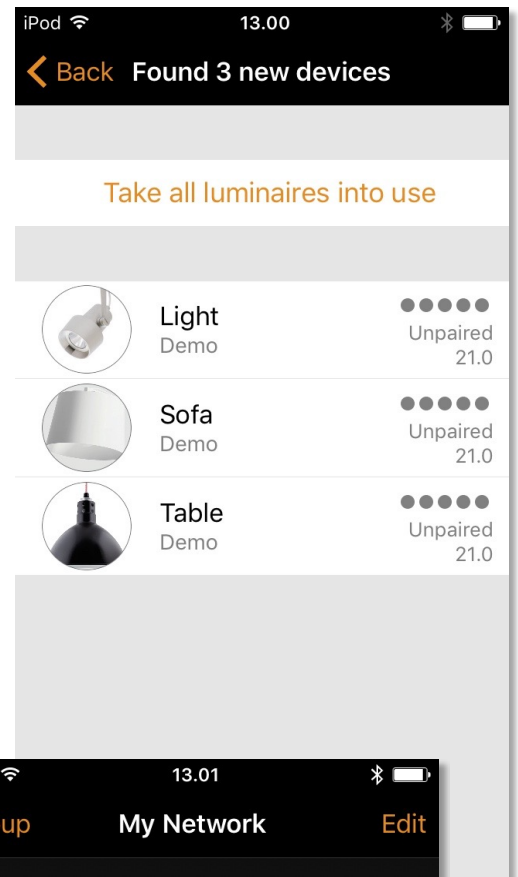 iPod 13.00
Back Found 3 new devices
Take all luminaires into use
Light
Demo
Unpaired
21.0
Sofa
Demo
Unpaired
21.0
Table
Demo
Unpaired
21.0
13.01
up My Network Edit